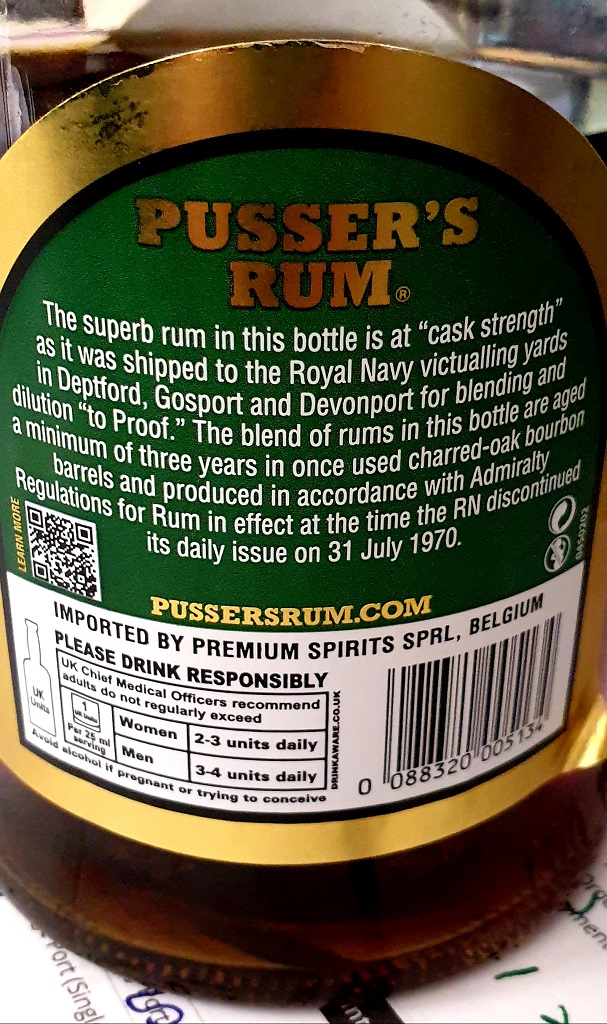 PUSSER'S
RUM®
The superb rum in this bottle is at "cask strength"
as it was shipped to the Royal Navy victualling yards
in Deptford, Gosport and Devonport for blending and
dilution "to Proof." The blend of rums in this bottle are aged
a minimum of three years in once used charred-oak bourbon
barrels and produced in accordance with Admiralty
Regulations for Rum in effect at the time the RN discontinued
its daily issue on 31 July 1970.
LEARN MORE
0450202
PUSSERSRUM.COM
IMPORTED BY PREMIUM SPIRITS SPRL, BELGIUM
PLEASE DRINK RESPONSIBLY
UK Chief Medical Officers recommend
adults do not regularly exceed
UK
Units
1
UK Units
Per 25 ml
serving
Women
2-3 units daily
Men
3-4 units daily
Avoid alcohol if pregnant or trying to conceive
DRINKAWARE.CO.UK
0 088320 005134
Port (Singl